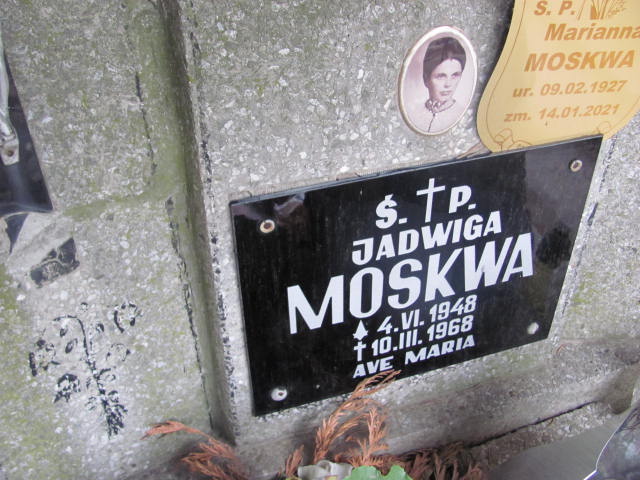 Ś. P.
Marianna
MOSKWA
ur. 09.02.1927
zm. 14.01.2021
Ś. P.
JADWIGA
MOSKWA
4. VI. 1948
10. III. 1968
AVE MARIA